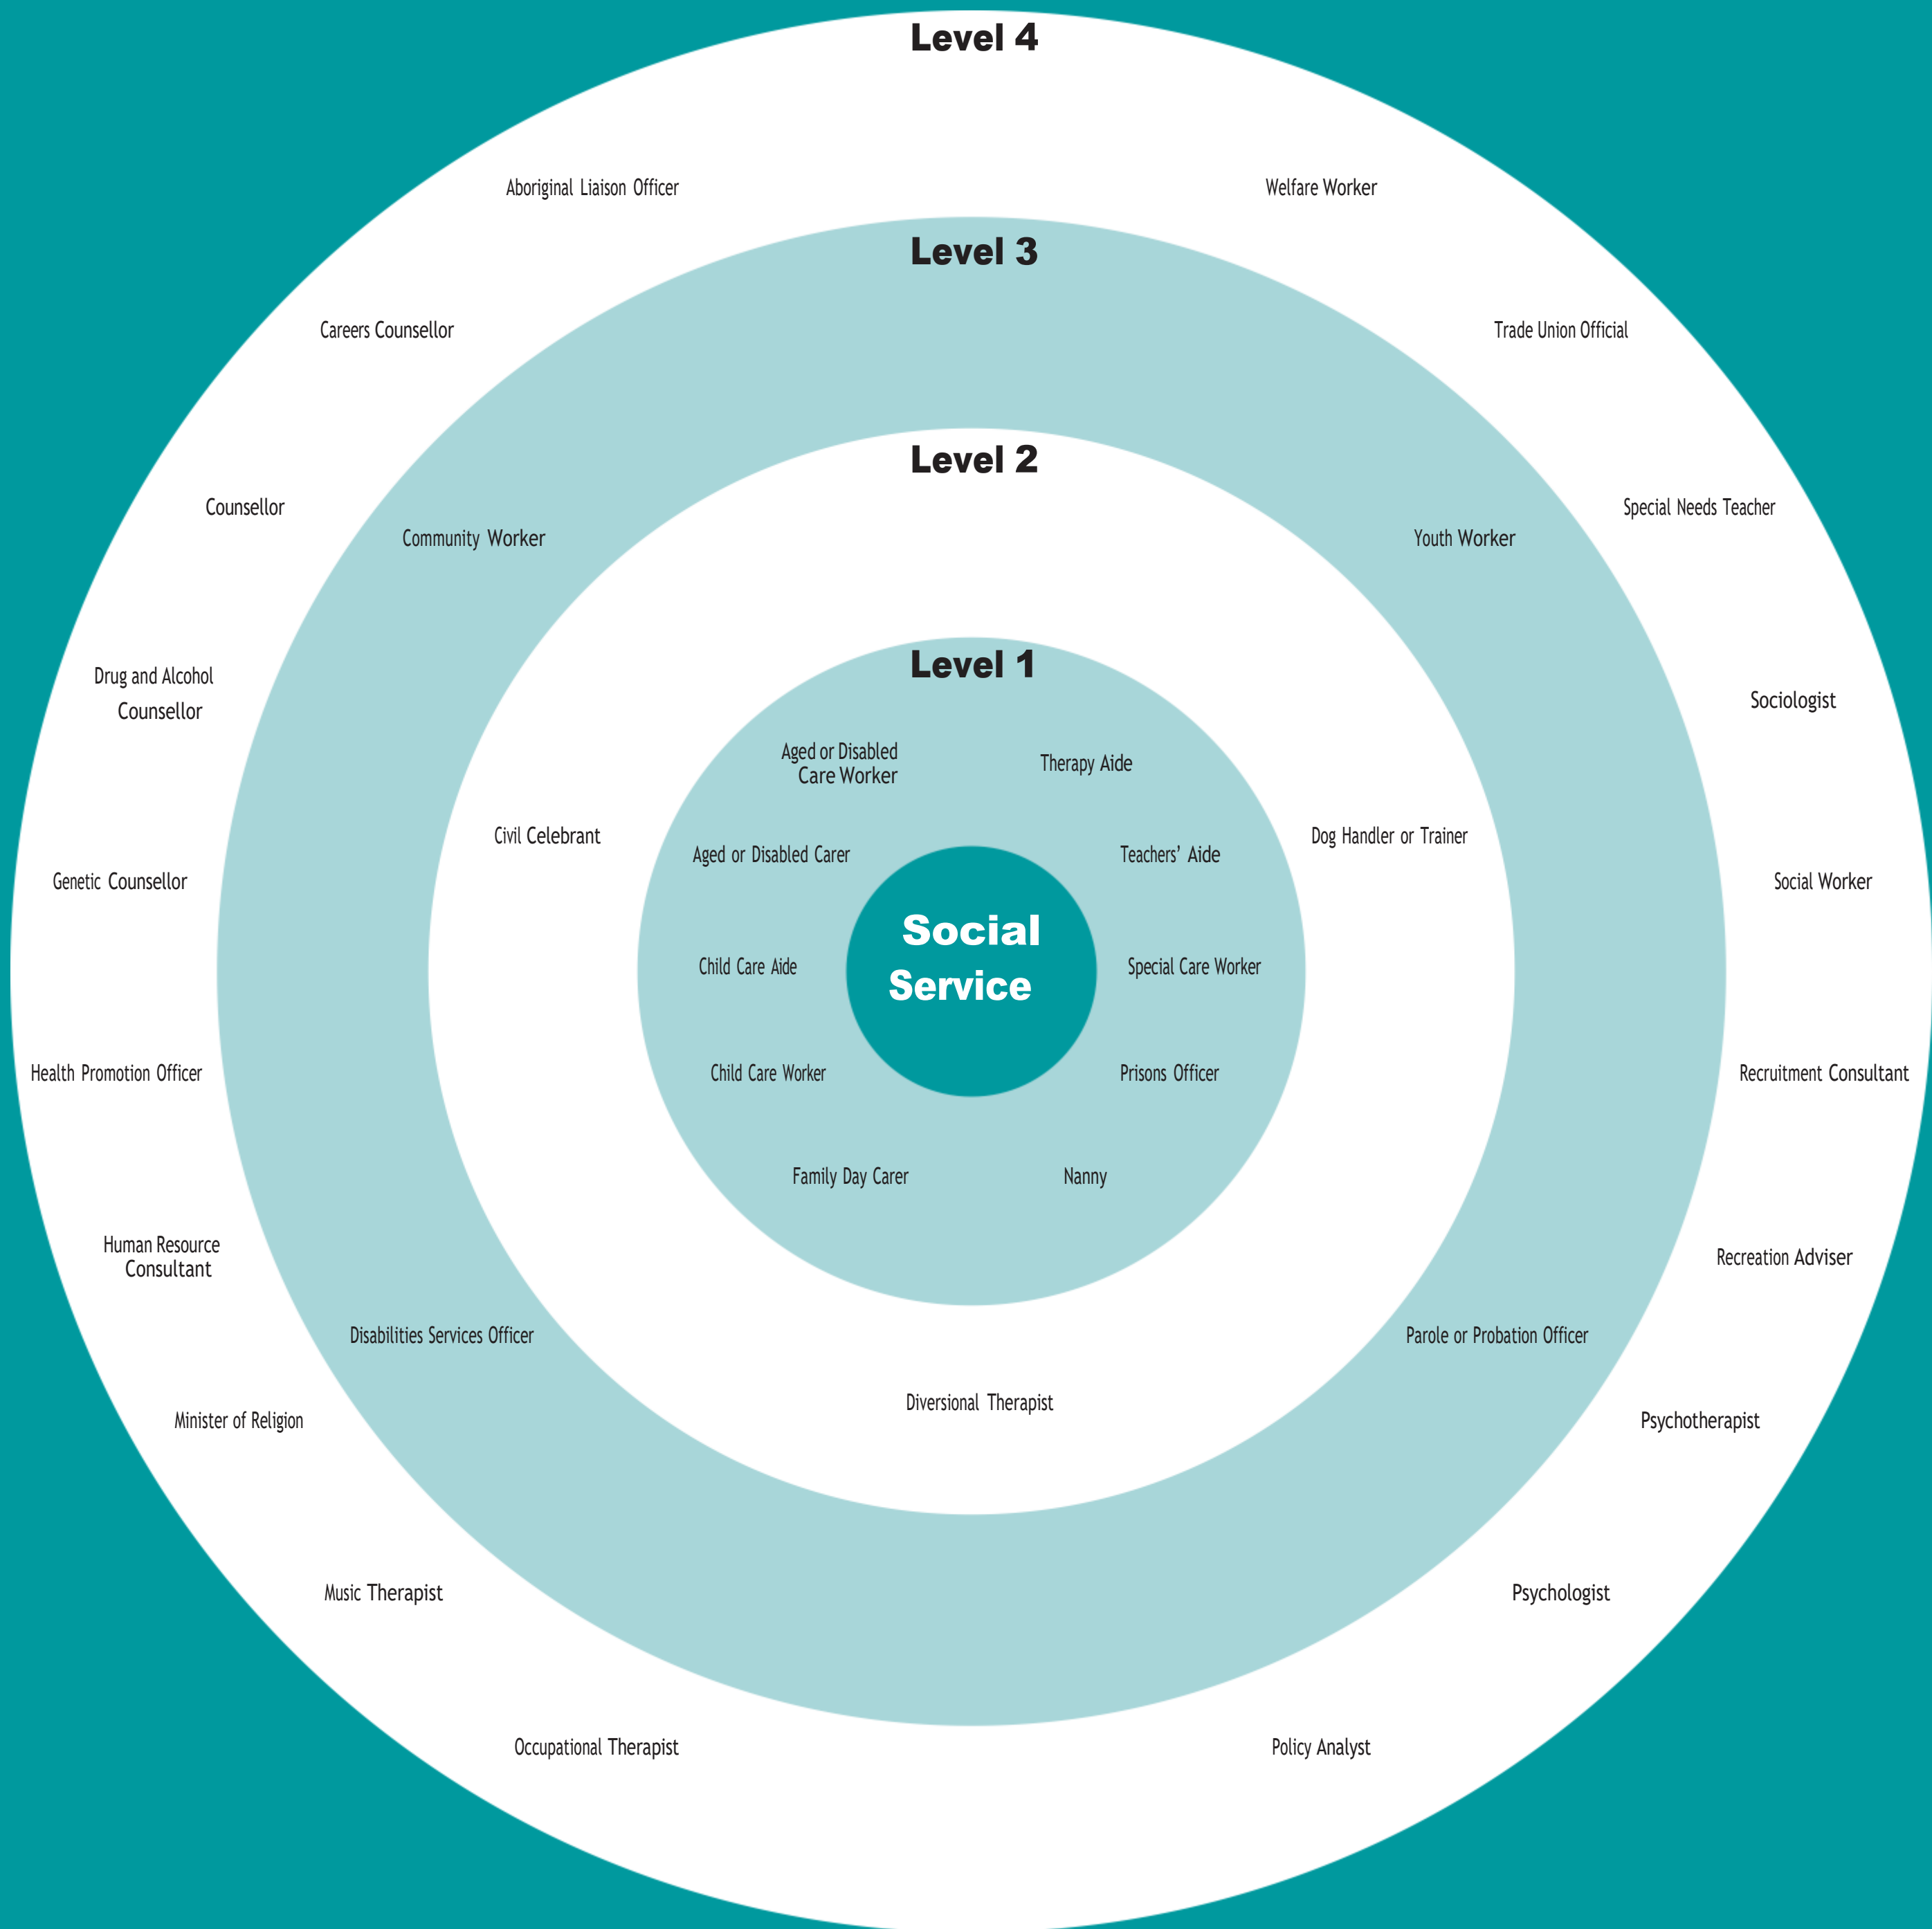 Level 4
Aboriginal Liaison Officer
Welfare Worker
Level 3
Careers Counsellor
Trade Union Official
Level 2
Counsellor
Special Needs Teacher
Community Worker
Youth Worker
Level 1
Drug and Alcohol
Counsellor
Sociologist
Aged or Disabled
Care Worker
Therapy Aide
Civil Celebrant
Dog Handler or Trainer
Aged or Disabled Carer
Teachers’ Aide
Genetic Counsellor
Social Worker
Social
Service
Child Care Aide
Special Care Worker
Health Promotion Officer
Child Care Worker
Prisons Officer
Recruitment Consultant
Family Day Carer
Nanny
Human Resource
Consultant
Recreation Adviser
Disabilities Services Officer
Parole or Probation Officer
Diversional Therapist
Minister of Religion
Psychotherapist
Music Therapist
Psychologist
Occupational Therapist
Policy Analyst